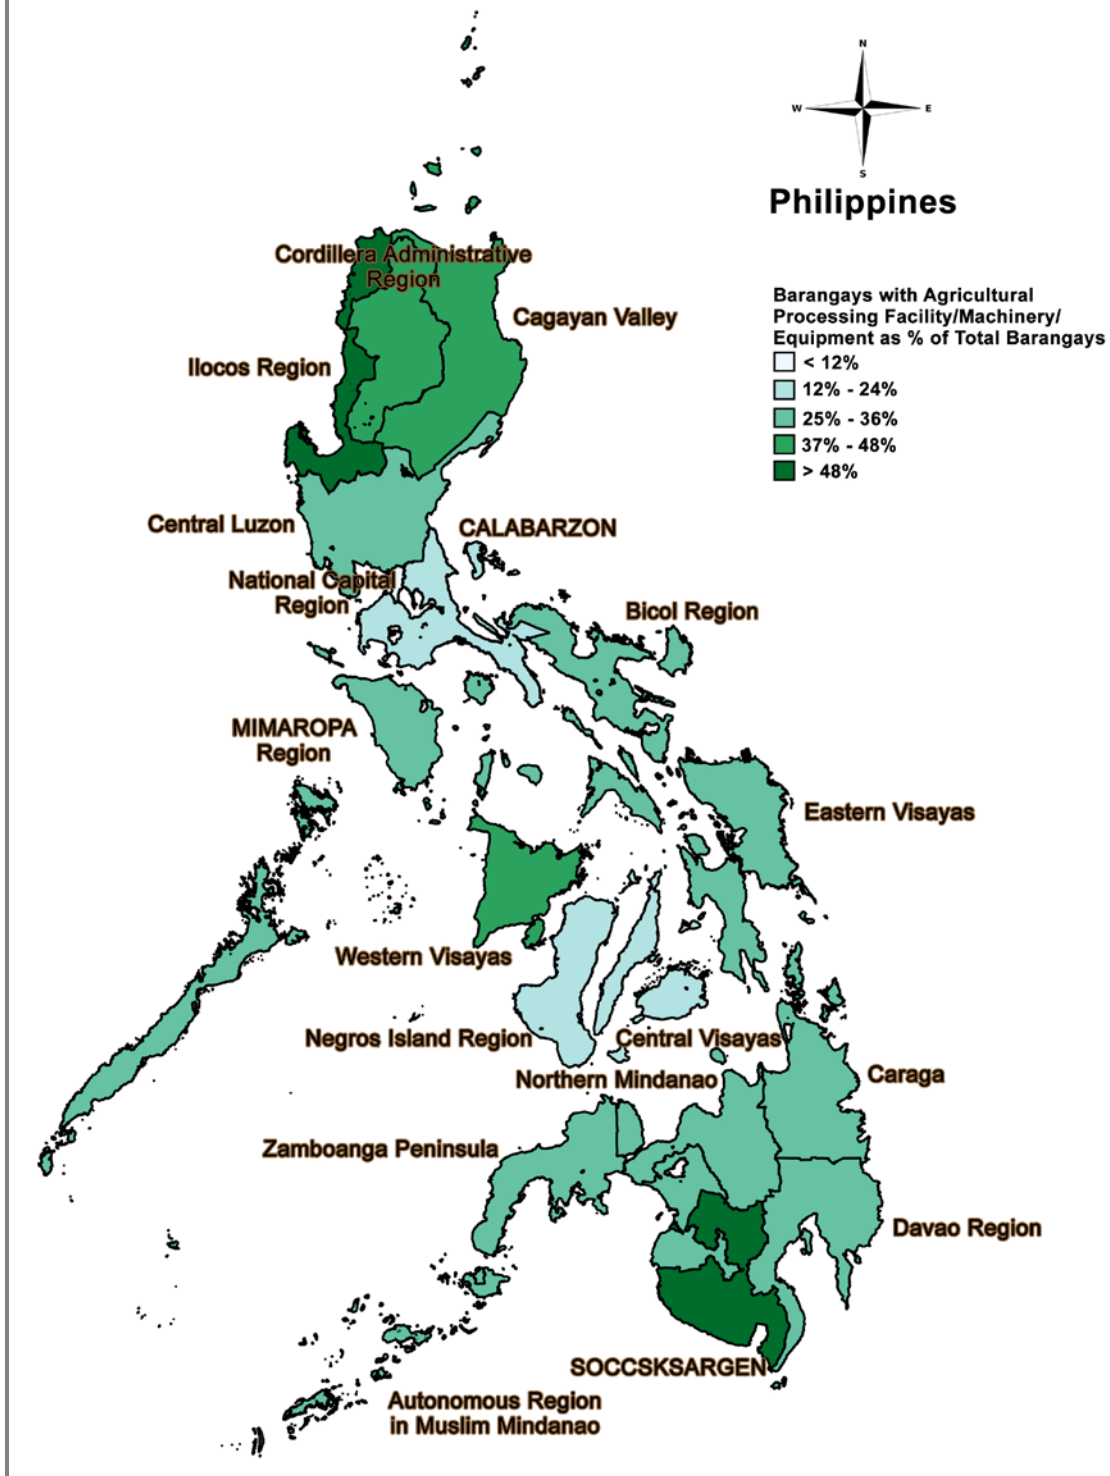 N
W
E
S
Philippines
Cordillera Administrative
Region
Cagayan Valley
Barangays with Agricultural
Processing Facility/Machinery/
Equipment as % of Total Barangays
< 12%
12% - 24%
25% - 36%
37% - 48%
> 48%
Ilocos Region
Central Luzon
CALABARZON
National Capital
Region
Bicol Region
MIMAROPA
Region
Eastern Visayas
Western Visayas
Negros Island Region
Central Visayas
Northern Mindanao
Caraga
Zamboanga Peninsula
Davao Region
SOCCSKSARGEN
Autonomous Region
in Muslim Mindanao